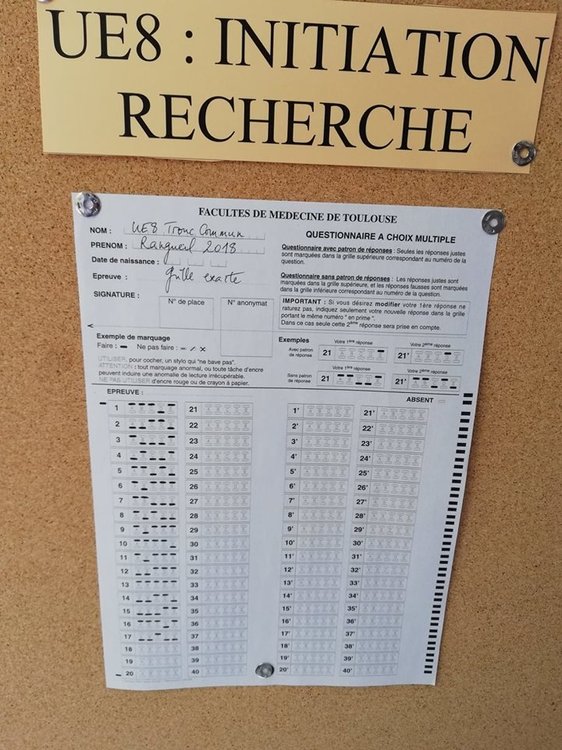 UE8 : INITIATION
RECHERCHE
FACULTES DE MEDECINE DE TOULOUSE
NOM : UE8 Tronc Commun
PRENOM : Rangueil 2018
Date de naissance :
Epreuve : Grille exacte
SIGNATURE :
N° de place
N° anonymat
QUESTIONNAIRE A CHOIX MULTIPLE
Questionnaire avec patron de réponses : Seules les réponses justes
sont marquées dans la grille supérieure correspondant au numéro de la
question.
Questionnaire sans patron de réponses : Les réponses justes sont
marquées dans la grille supérieure, et les réponses fausses sont marquées
dans la grille inférieure correspondant au numéro de la question.
IMPORTANT : Si vous désirez modifier votre 1ère réponse ne
raturez pas, indiquez seulement votre nouvelle réponse dans la grille
portant le même numéro " en prime ".
Dans ce cas seule cette 2ème réponse sera prise en compte.
Exemple de marquage
Faire : Ne pas faire :
UTILISER, pour cocher, un stylo qui "ne bave pas".
ATTENTION : tout marquage anormal, ou toute tâche d'encre
peuvent induire une anomalie de lecture irrécupérable.
NE PAS UTILISER d'encre rouge ou de crayon à papier.
Exemples
Votre 1ère réponse
Votre 2ème réponse
Avec patron
de réponse
21
21'
Votre 1ère réponse
Votre 2ème réponse
Sans patron
de réponse
21
21'
EPREUVE :
ABSENT
1 21 1' 21'
2 22 2' 22'
3 23 3' 23'
4 24 4' 24'
5 25 5' 25'
6 26 6' 26'
7 27 7' 27'
8 28 8' 28'
9 29 9' 29'
10 30 10' 30'
11 31 11' 31'
12 32 12' 32'
13 33 13' 33'
14 34 14' 34'
15 35 15' 35'
16 36 16' 36'
17 37 17' 37'
18 38 18' 38'
19 39 19' 39'
20 40 20' 40'